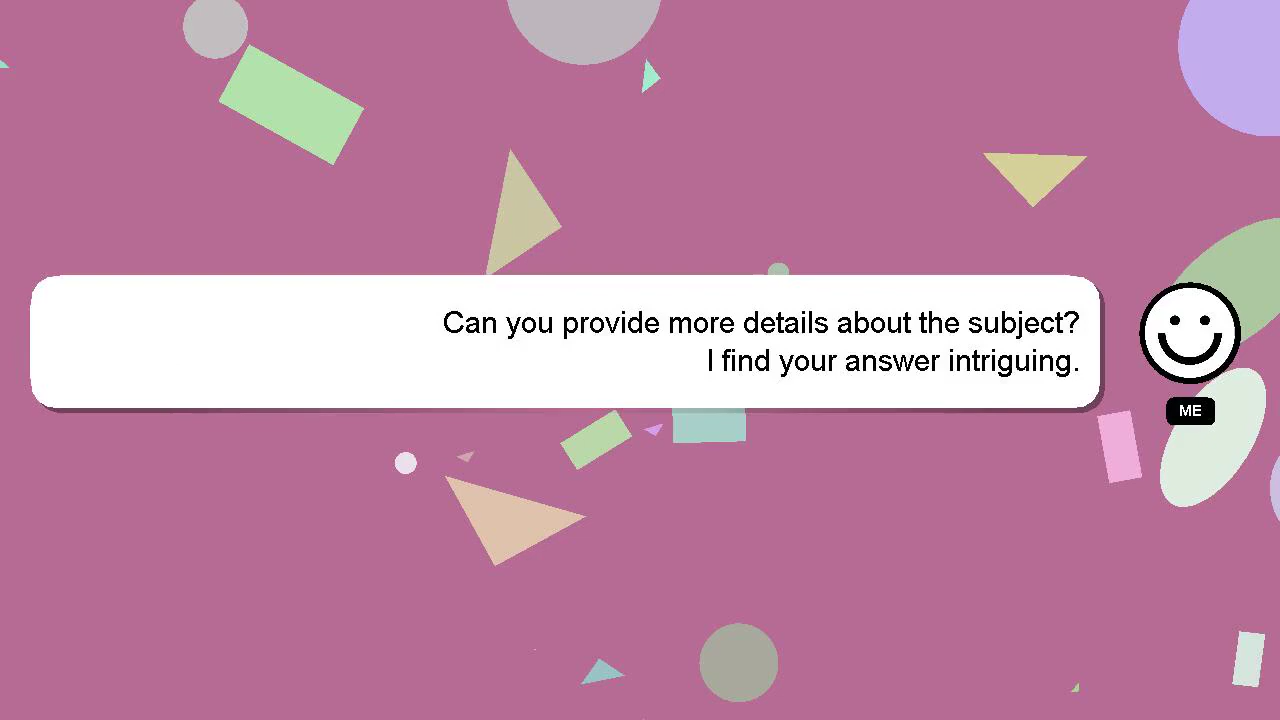 Can you provide more details about the subject?
I find your answer intriguing.
ME